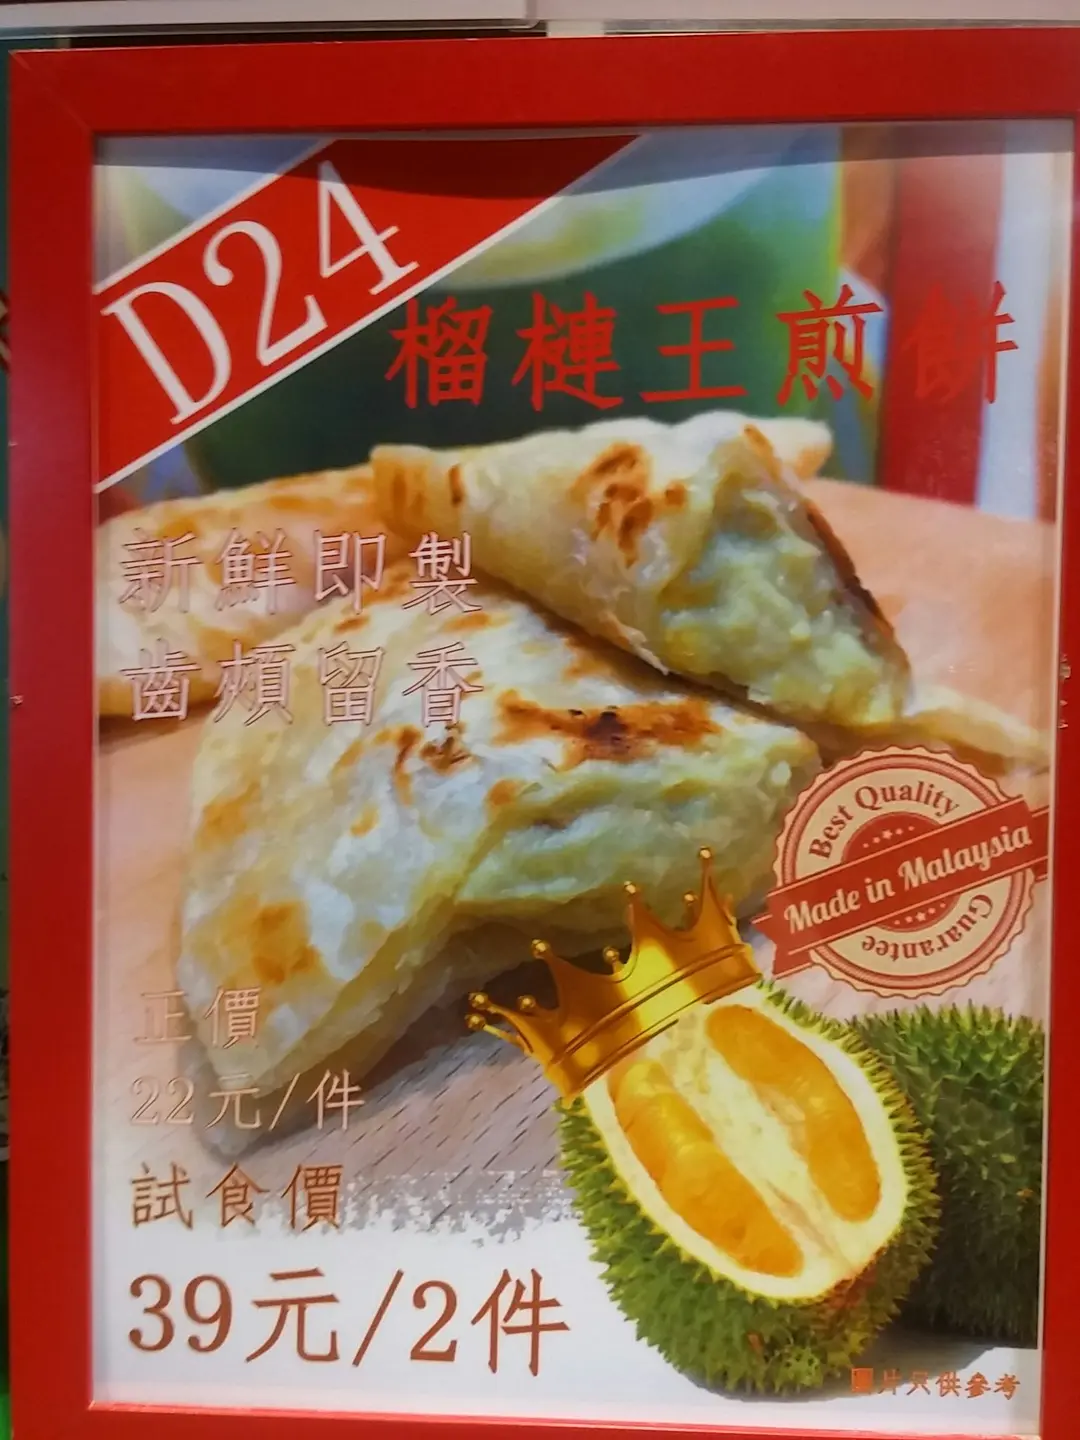 D24
榴槤王煎餅
新鮮即製
齒頰留香
Best Quality
Made in Malaysia
Guarantee
正價
22元/件
試食價
39元/2件
圖片只供參考